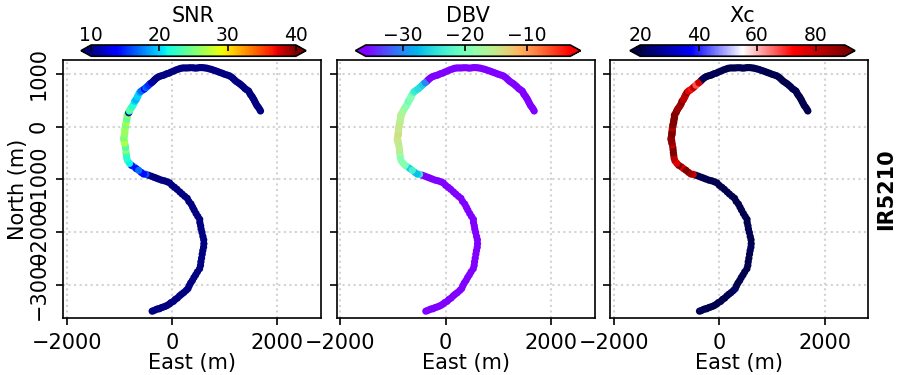 SNR DBV Xc
10 20 30 40 −30 −20 −10 20 40 60 80
1000
0
−1000
−2000
−3000
North (m)
IR5210
−2000 0 2000 −2000 0 2000 −2000 0 2000
East (m) East (m) East (m)